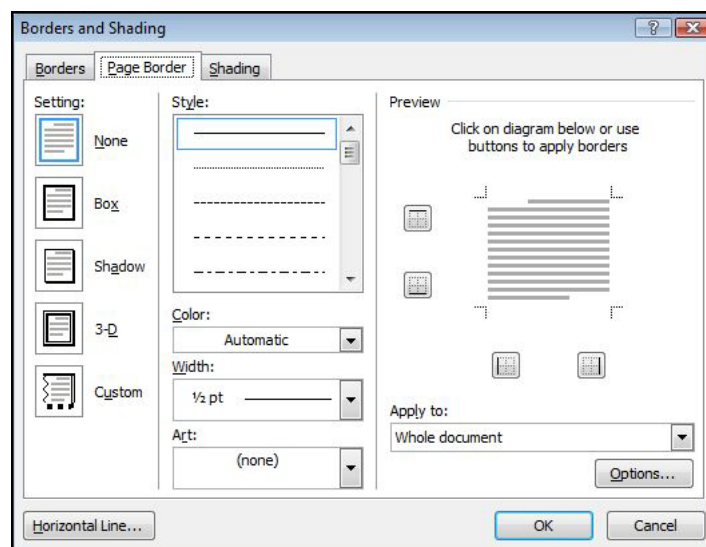 Borders and Shading
Borders
Page Border
Shading
Setting:
None
Box
Shadow
3-D
Custom
Style:
Color:
Automatic
Width:
½ pt
Art:
(none)
Preview
Click on diagram below or use
buttons to apply borders
Apply to:
Whole document
Options...
Horizontal Line...
OK
Cancel